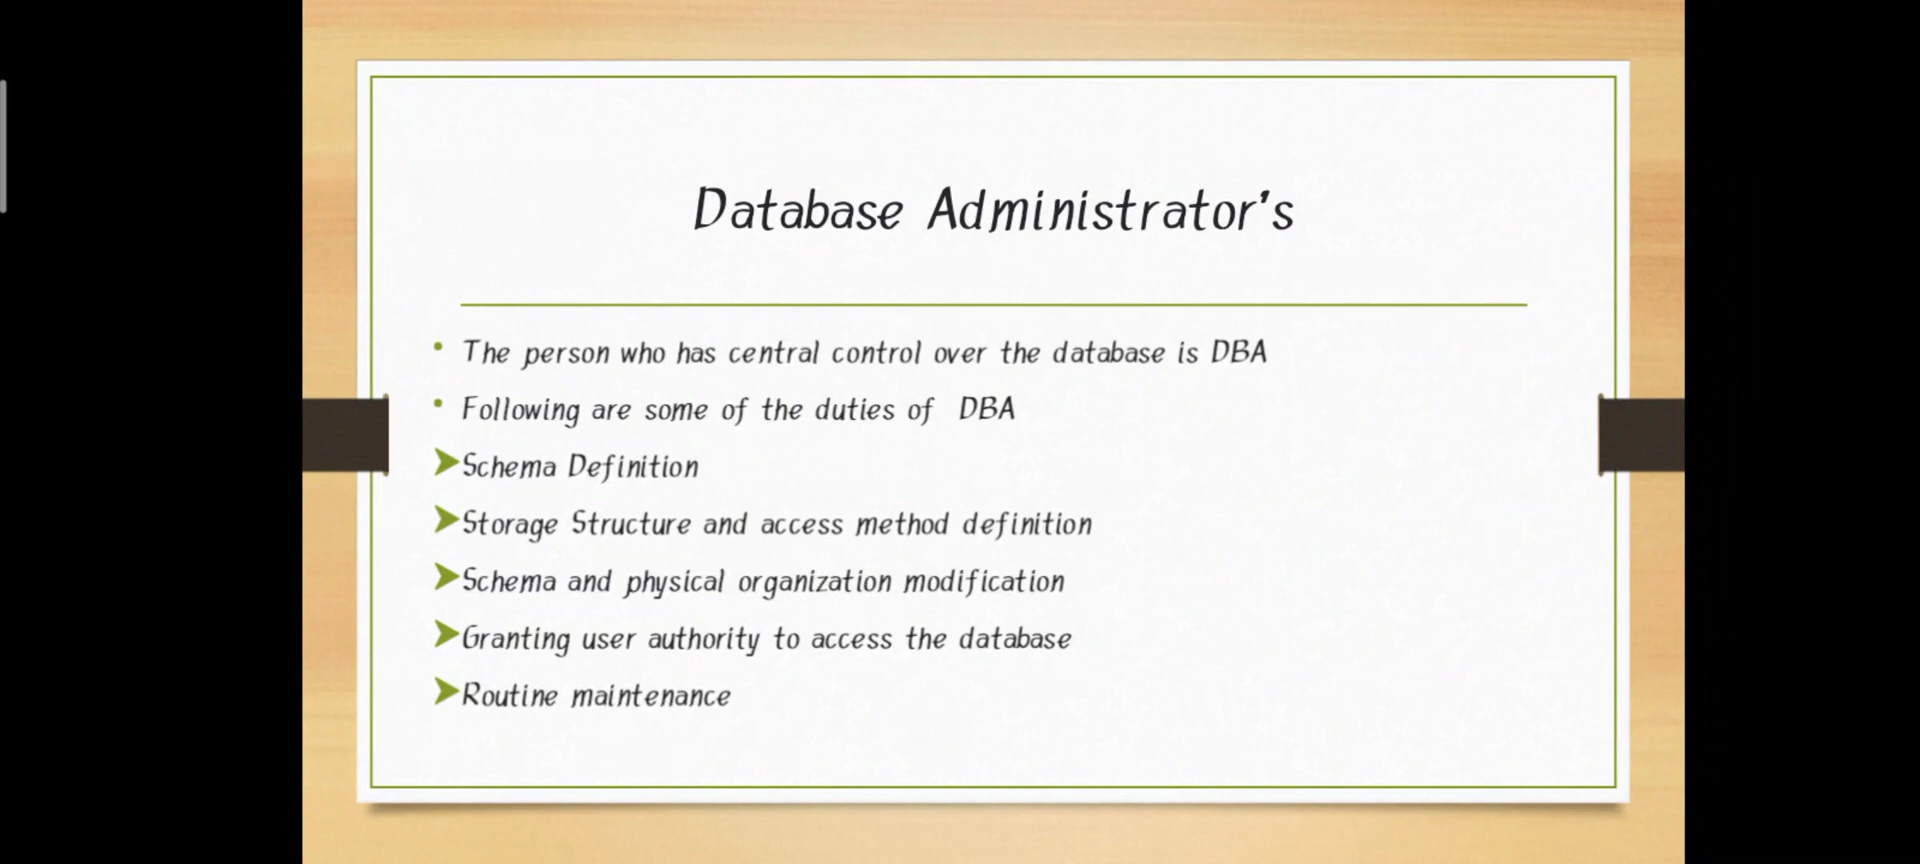 Database Administrator's
• The person who has central control over the database is DBA
• Following are some of the duties of DBA
➤Schema Definition
➤Storage Structure and access method definition
➤Schema and physical organization modification
➤Granting user authority to access the database
➤Routine maintenance